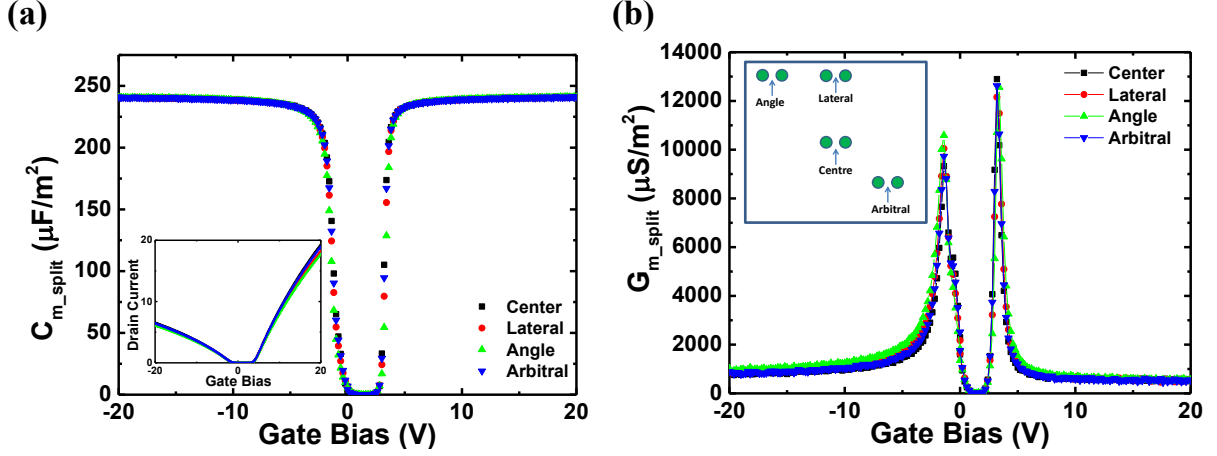 (a)
250
200
150
100
50
0
-20
-10
0
10
20
C_m_split (μF/m²)
Gate Bias (V)
Center
Lateral
Angle
Arbitral
20
10
0
-20
0
20
Drain Current
Gate Bias
(b)
14000
12000
10000
8000
6000
4000
2000
0
-20
-10
0
10
20
G_m_split (μS/m²)
Gate Bias (V)
Center
Lateral
Angle
Arbitral
Angle
Lateral
Centre
Arbitral